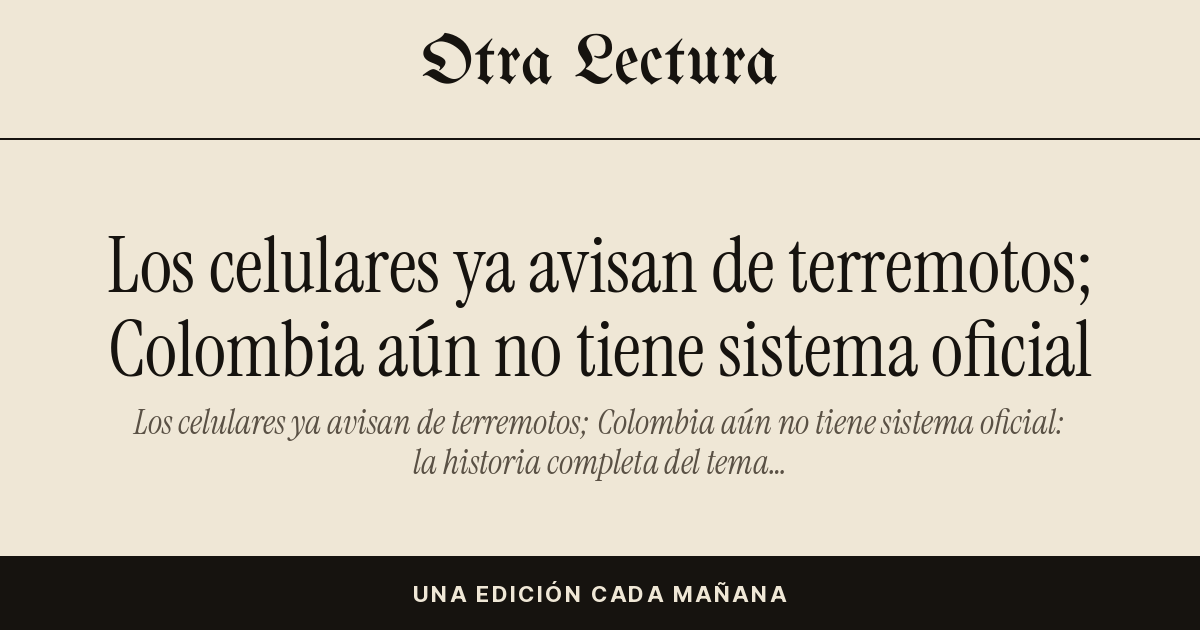 Otra Lectura
Los celulares ya avisan de terremotos;
Colombia aún no tiene sistema oficial
Los celulares ya avisan de terremotos; Colombia aún no tiene sistema oficial:
la historia completa del tema...
UNA EDICIÓN CADA MAÑANA